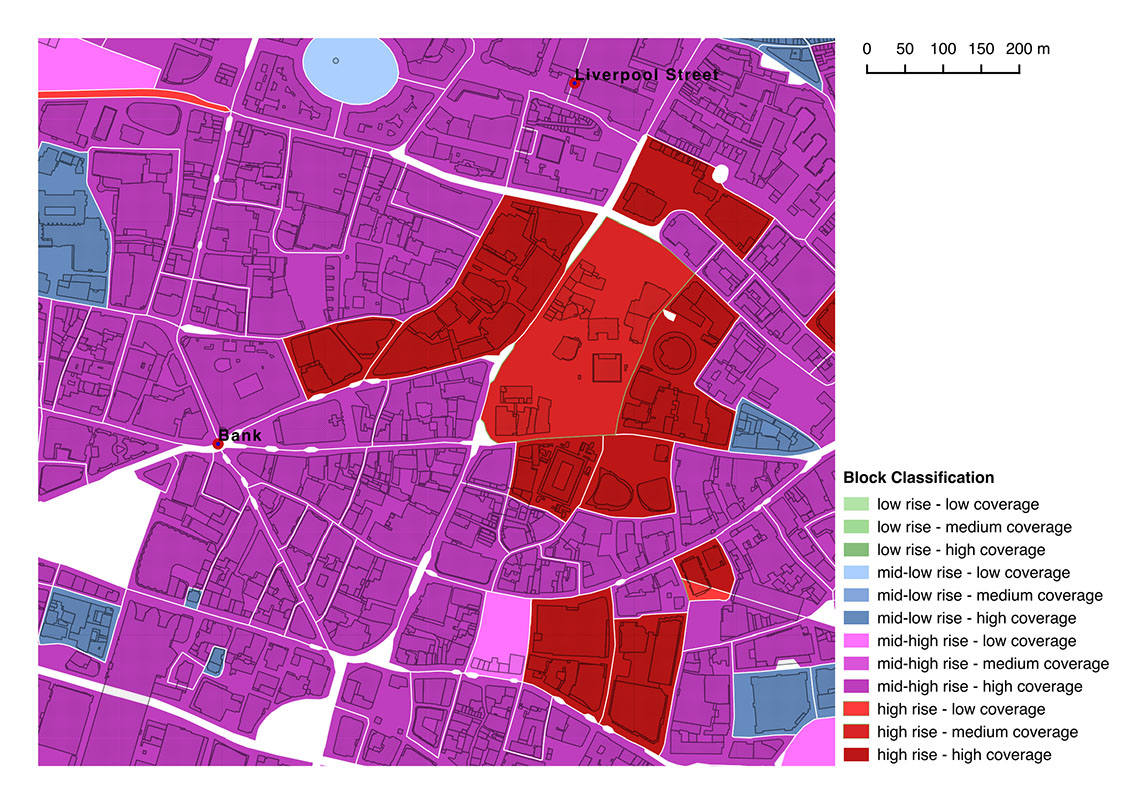 0 50 100 150 200 m
Liverpool Street
Bank
Block Classification
low rise - low coverage
low rise - medium coverage
low rise - high coverage
mid-low rise - low coverage
mid-low rise - medium coverage
mid-low rise - high coverage
mid-high rise - low coverage
mid-high rise - medium coverage
mid-high rise - high coverage
high rise - low coverage
high rise - medium coverage
high rise - high coverage